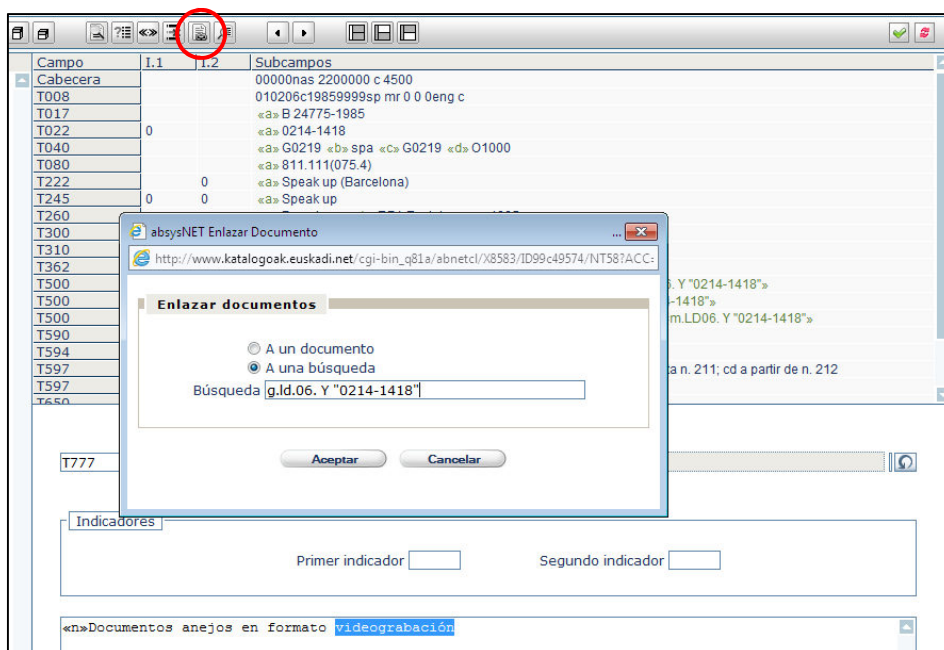 Campo I.1 I.2 Subcampos
Cabecera 00000nas 2200000 c 4500
T008 010206c19859999sp mr 0 0 0eng c
T017 «a» B 24775-1985
T022 0 «a» 0214-1418
T040 «a» G0219 «b» spa «c» G0219 «d» O1000
T080 «a» 811.111(075.4)
T222 0 «a» Speak up (Barcelona)
T245 0 0 «a» Speak up
T260
T300
T310
T362
T500 6. Y "0214-1418"»
T500 -1418"»
T500 m.LD06. Y "0214-1418"»
T590
T594
T597 a n. 211; cd a partir de n. 212
T597
T650
absysNET Enlazar Documento ...
http://www.katalogoak.euskadi.net/cgi-bin_q81a/abnetcl/X8583/ID99c49574/NT58?ACC=
Enlazar documentos
A un documento
A una búsqueda
Búsqueda g.ld.06. Y "0214-1418"
Aceptar Cancelar
T777
Indicadores
Primer indicador Segundo indicador
«n»Documentos anejos en formato videograbación